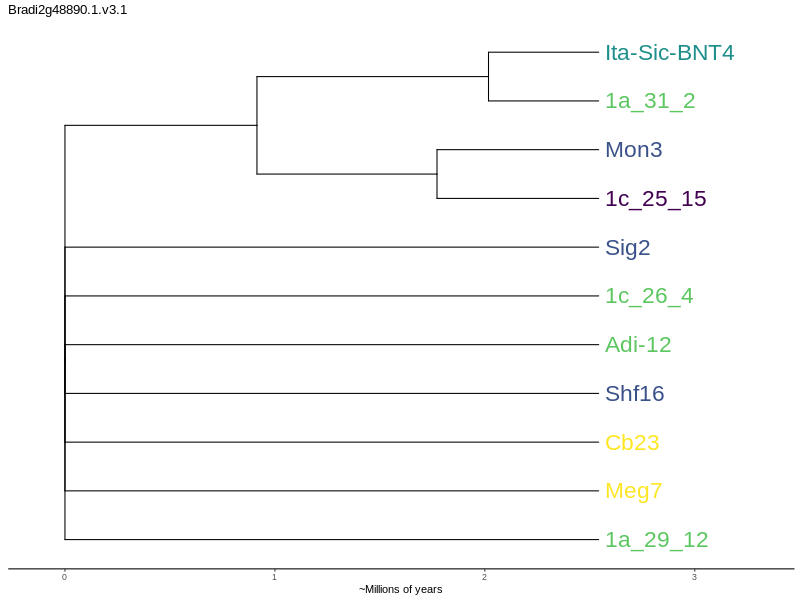 Bradi2g48890.1.v3.1
Ita-Sic-BNT4
1a_31_2
Mon3
1c_25_15
Sig2
1c_26_4
Adi-12
Shf16
Cb23
Meg7
1a_29_12
0 1 2 3
~Millions of years